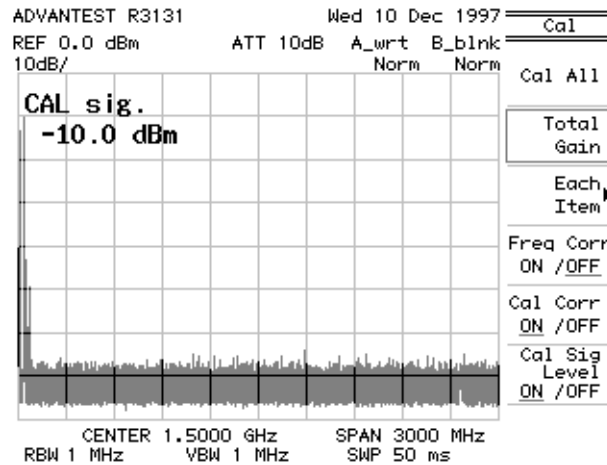 ADVANTEST R3131 Wed 10 Dec 1997
REF 0.0 dBm ATT 10dB A_wrt B_blnk
10dB/ Norm Norm
CAL sig.
-10.0 dBm
CENTER 1.5000 GHz SPAN 3000 MHz
RBW 1 MHz VBW 1 MHz SWP 50 ms
Cal
Cal All
Total
Gain
Each
Item
Freq Corr
ON /OFF
Cal Corr
ON /OFF
Cal Sig
Level
ON /OFF